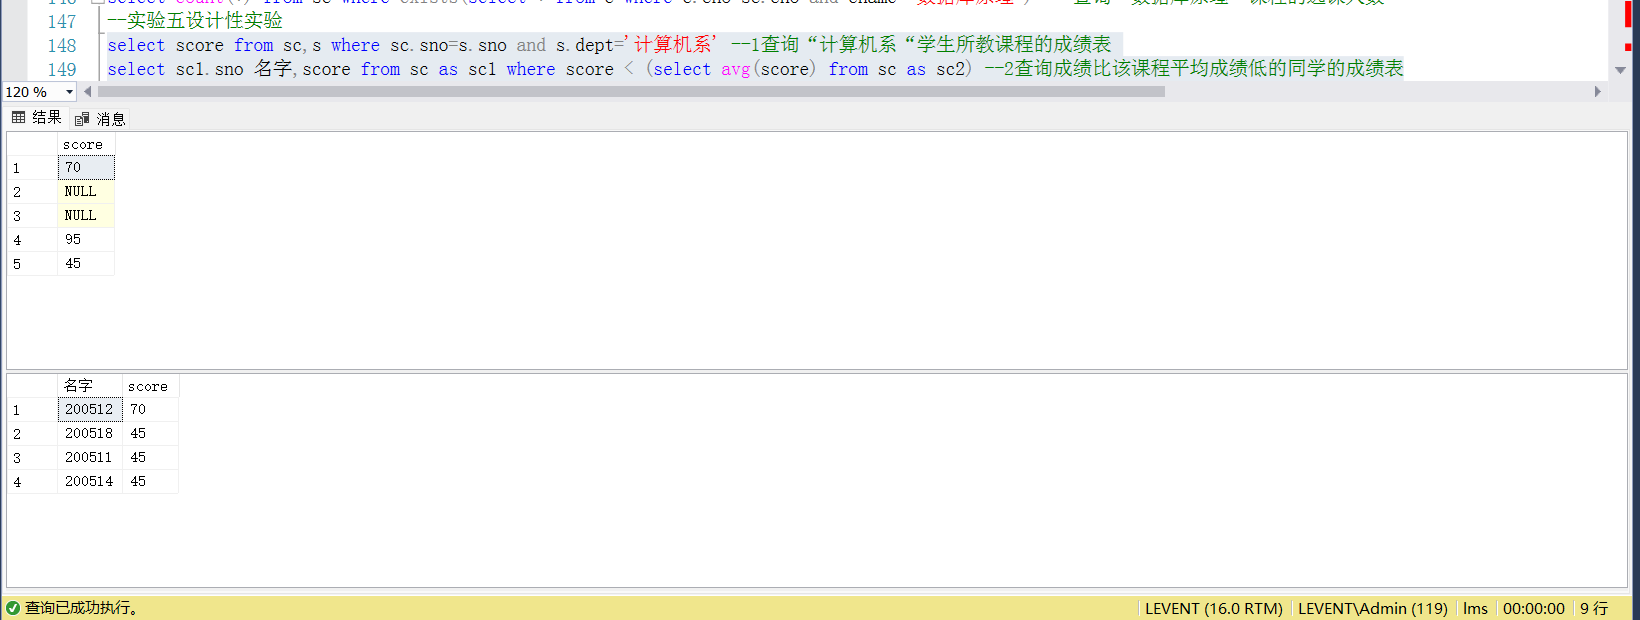 147 --实验五设计性实验
148 select score from sc,s where sc.sno=s.sno and s.dept='计算机系' --1查询“计算机系“学生所教课程的成绩表
149 select sc1.sno 名字,score from sc as sc1 where score < (select avg(score) from sc as sc2) --2查询成绩比该课程平均成绩低的同学的成绩表
120 %
结果 消息
score
1 70
2 NULL
3 NULL
4 95
5 45
名字 score
1 200512 70
2 200518 45
3 200511 45
4 200514 45
查询已成功执行。 LEVENT (16.0 RTM) LEVENT\Admin (119) lms 00:00:00 9 行